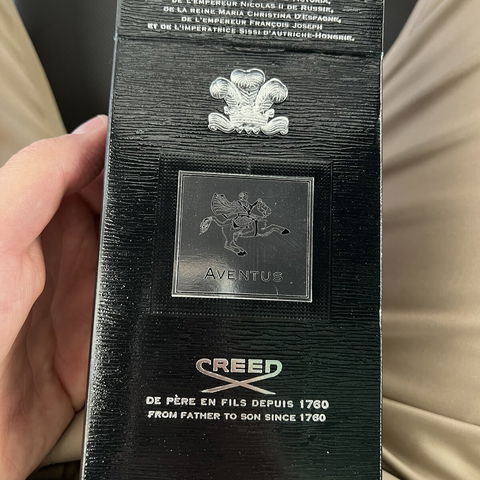 DE L'EMPEREUR NICOLAS II DE RUSSIE,
DE LA REINE MARIA CHRISTINA D'ESPAGNE,
DE L'EMPEREUR FRANÇOIS JOSEPH
ET DE L'IMPÉRATRICE SISSI D'AUTRICHE-HONGRIE.
AVENTUS
CREED
DE PÈRE EN FILS DEPUIS 1760
FROM FATHER TO SON SINCE 1760